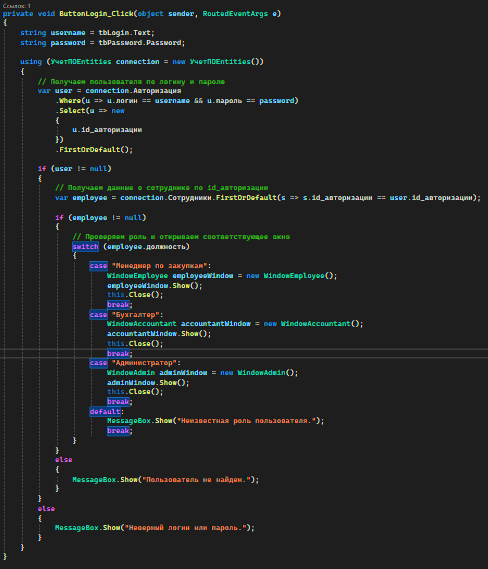 Ссылок: 1
private void ButtonLogin_Click(object sender, RoutedEventArgs e)
{
string username = tbLogin.Text;
string password = tbPassword.Password;
using (УчетПОEntities connection = new УчетПОEntities())
{
// Получаем пользователя по логину и паролю
var user = connection.Авторизация
.Where(u => u.логин == username && u.пароль == password)
.Select(u => new
{
u.id_авторизации
})
.FirstOrDefault();
if (user != null)
{
// Получаем данные о сотруднике по id_авторизации
var employee = connection.Сотрудники.FirstOrDefault(s => s.id_авторизации == user.id_авторизации);
if (employee != null)
{
// Проверяем роль и открываем соответствующее окно
switch (employee.должность)
{
case "Менеджер по закупкам":
WindowEmployee employeeWindow = new WindowEmployee();
employeeWindow.Show();
this.Close();
break;
case "Бухгалтер":
WindowAccountant accountantWindow = new WindowAccountant();
accountantWindow.Show();
this.Close();
break;
case "Администратор":
WindowAdmin adminWindow = new WindowAdmin();
adminWindow.Show();
this.Close();
break;
default:
MessageBox.Show("Неизвестная роль пользователя.");
break;
}
}
else
{
MessageBox.Show("Пользователь не найден.");
}
}
else
{
MessageBox.Show("Неверный логин или пароль.");
}
}
}